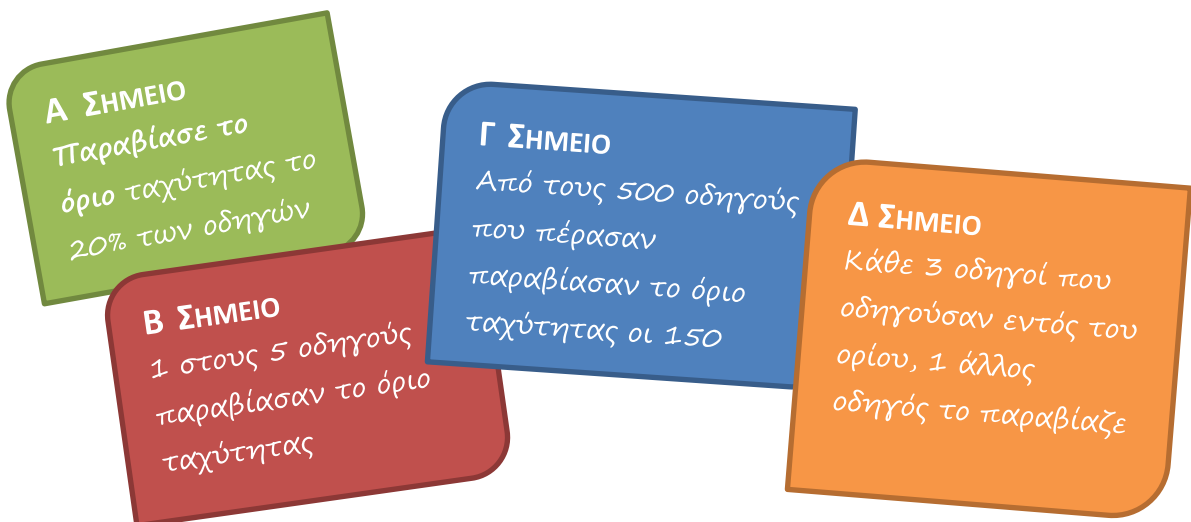 Α ΣΗΜΕΙΟ
Παραβίασε το
όριο ταχύτητας το
20% των οδηγών
Β ΣΗΜΕΙΟ
1 στους 5 οδηγούς
παραβίασαν το όριο
ταχύτητας
Γ ΣΗΜΕΙΟ
Από τους 500 οδηγούς
που πέρασαν
παραβίασαν το όριο
ταχύτητας οι 150
Δ ΣΗΜΕΙΟ
Κάθε 3 οδηγοί που
οδηγούσαν εντός του
ορίου, 1 άλλος
οδηγός το παραβίαζε